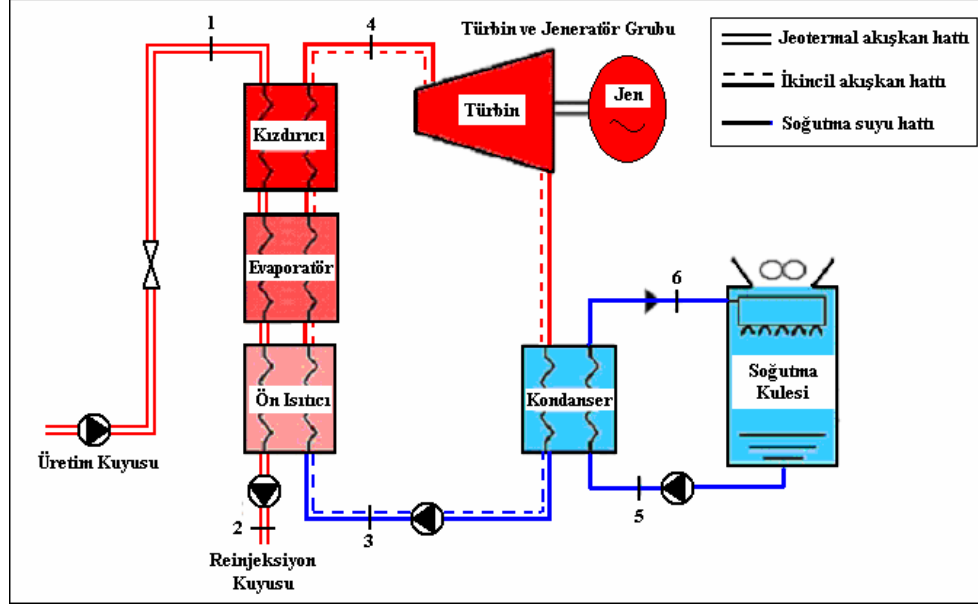 1
4
Türbin ve Jeneratör Grubu
Jeotermal akışkan hattı
İkincil akışkan hattı
Soğutma suyu hattı
Kızdırıcı
Türbin
Jen
Evaporatör
6
Ön Isıtıcı
Kondanser
Soğutma
Kulesi
Üretim Kuyusu
5
2
3
Reinjeksiyon
Kuyusu